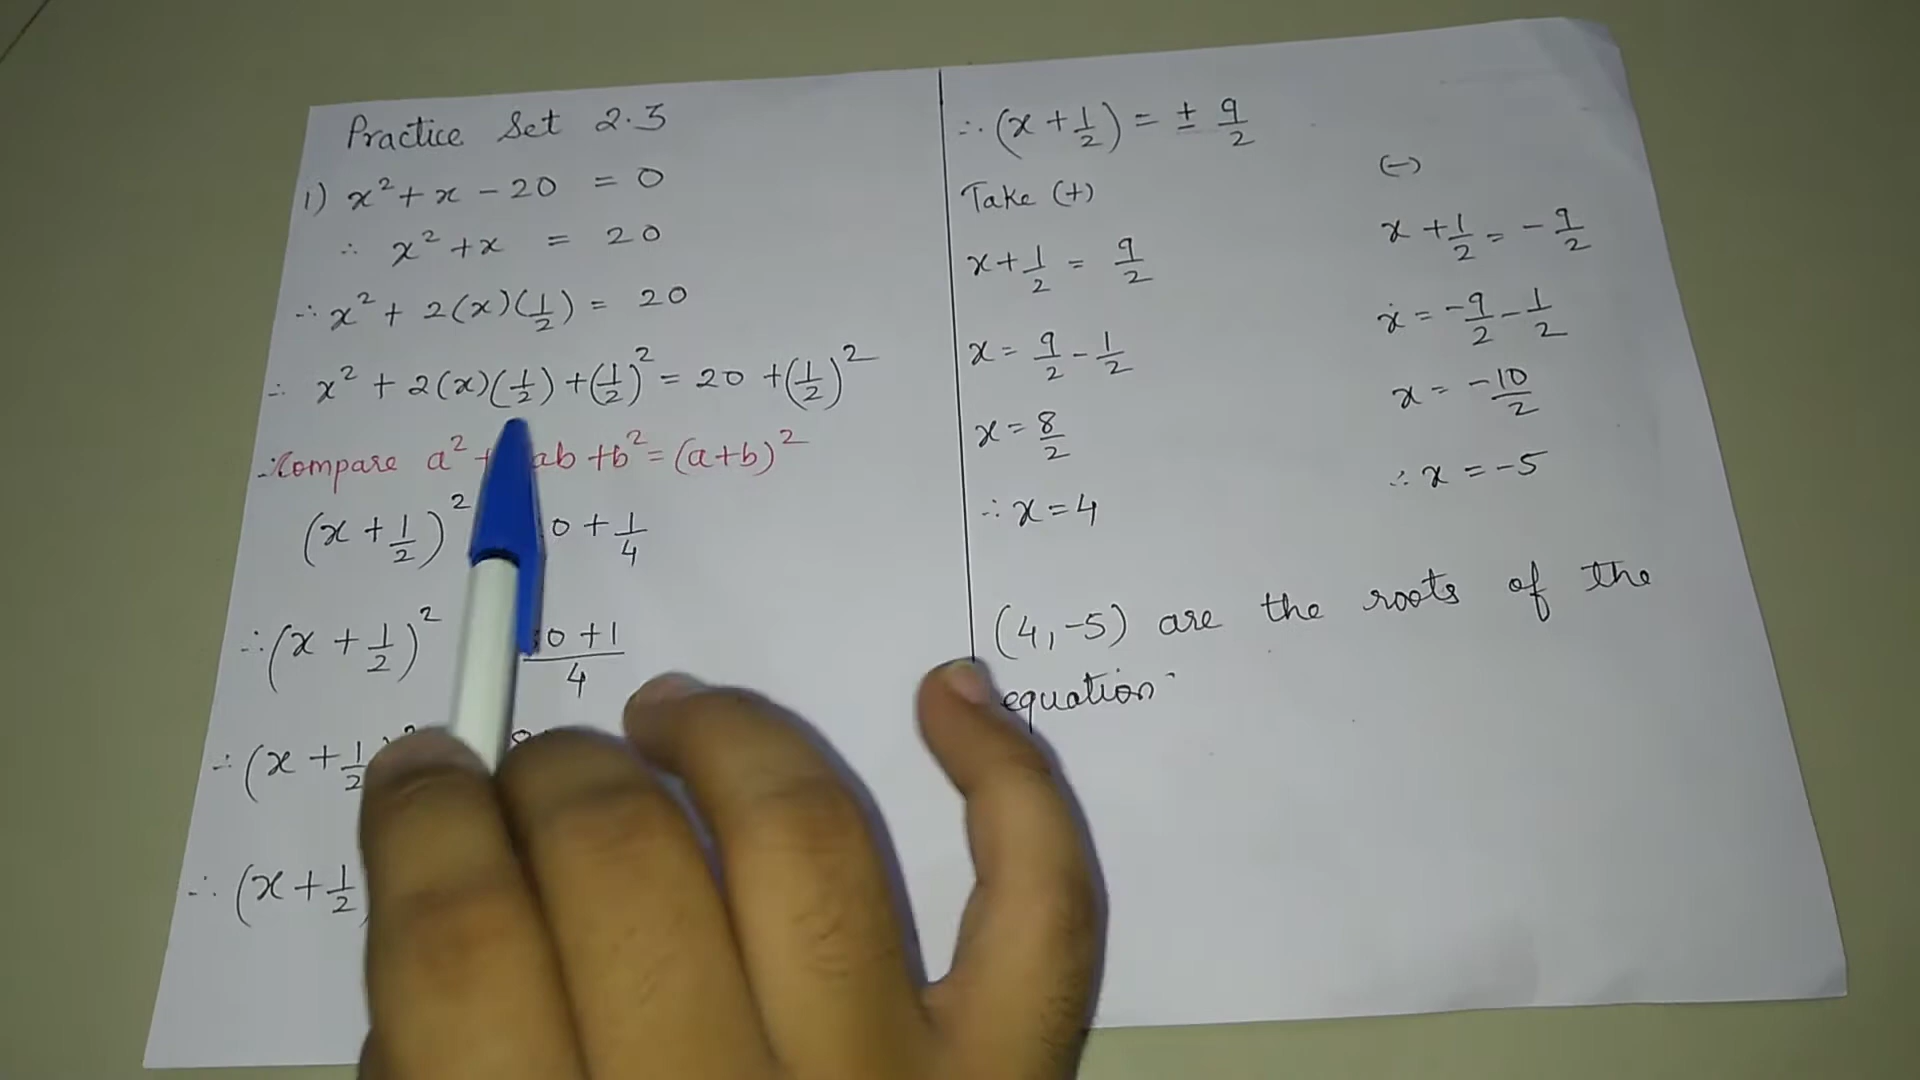 Practice Set 2.3
1) x² + x - 20 = 0
∴ x² + x = 20
∴ x² + 2(x)(1/2) = 20
∴ x² + 2(x)(1/2) + (1/2)² = 20 + (1/2)²
∴ Compare a² + ab + b² = (a+b)²
(x + 1/2)² 0 + 1/4
∴ (x + 1/2)² 0 + 1/4
∴ (x + 1/2
∴ (x + 1/2
∴ (x + 1/2) = ± 9/2
Take (+)
x + 1/2 = 9/2
x = 9/2 - 1/2
x = 8/2
∴ x = 4
(-)
x + 1/2 = - 9/2
x = - 9/2 - 1/2
x = - 10/2
∴ x = -5
(4, -5) are the roots of the
equation